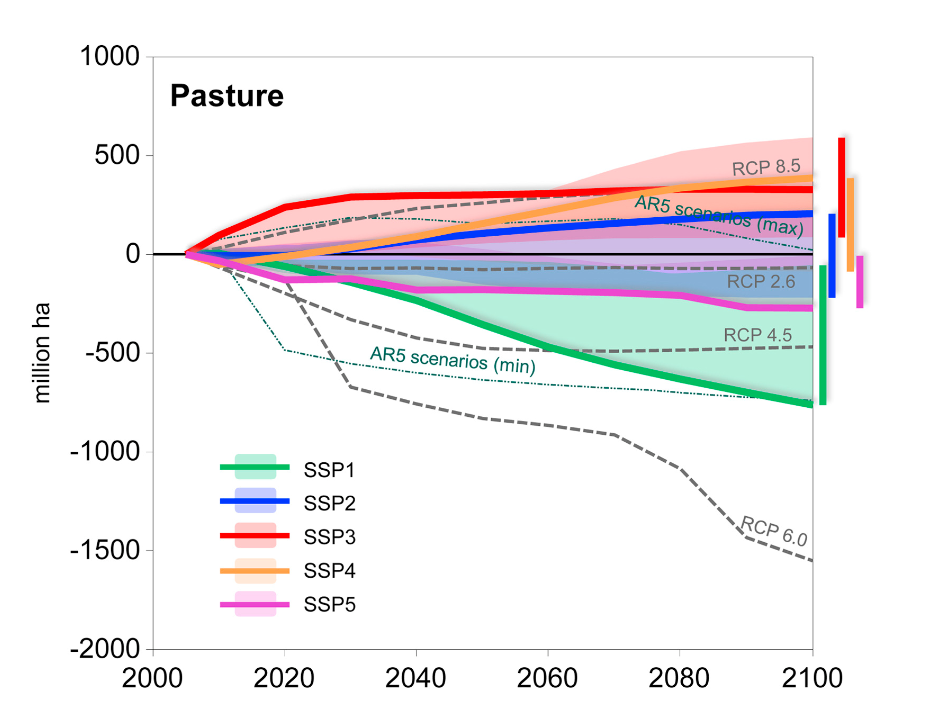 1000
Pasture
500
RCP 8.5
AR5 scenarios (max)
0
RCP 2.6
RCP 4.5
-500
AR5 scenarios (min)
million ha
-1000
SSP1
SSP2
RCP 6.0
SSP3
-1500
SSP4
SSP5
-2000
2000 2020 2040 2060 2080 2100